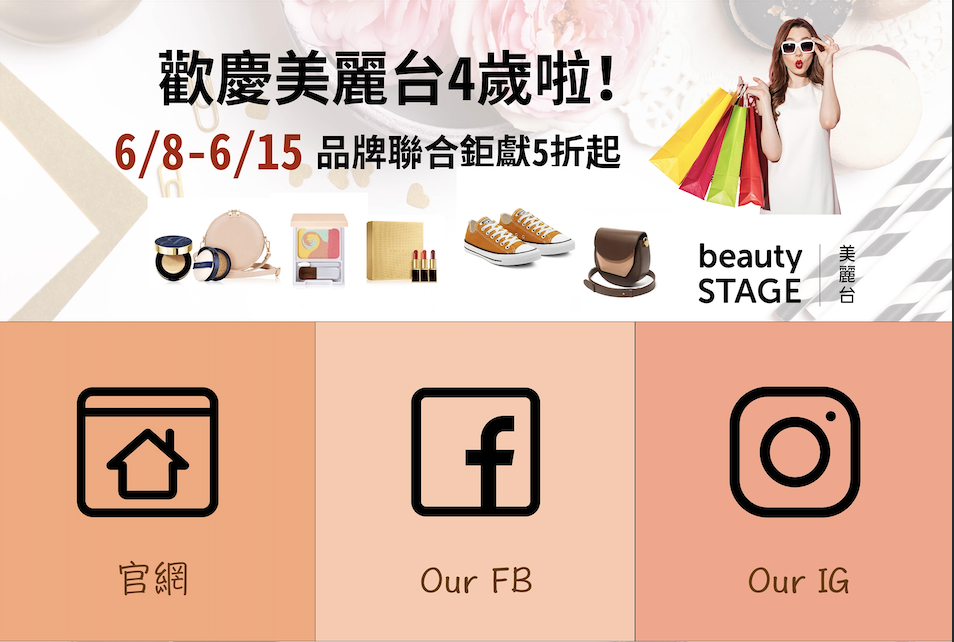 歡慶美麗台4歲啦！
6/8-6/15 品牌聯合鉅獻5折起
beauty
STAGE
美麗台
官網
Our FB
Our IG